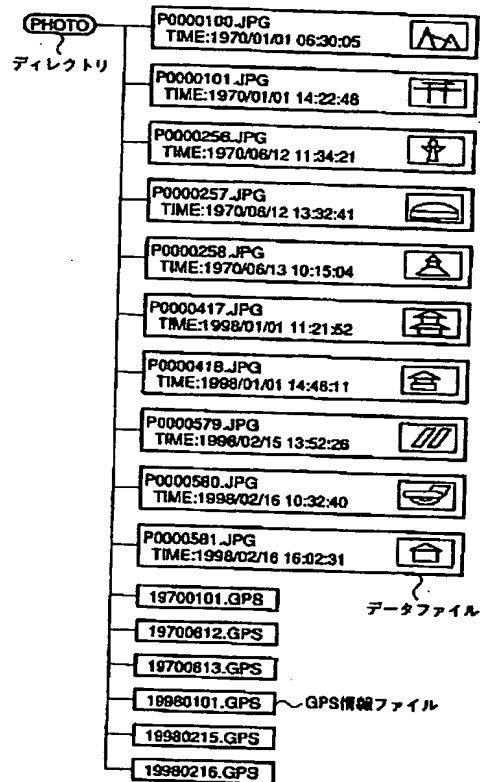 PHOTO
ディレクトリ
P0000100.JPG
TIME:1970/01/01 06:30:05
P0000101.JPG
TIME:1970/01/01 14:22:48
P0000256.JPG
TIME:1970/06/12 11:34:21
P0000257.JPG
TIME:1970/06/12 13:32:41
P0000258.JPG
TIME:1970/06/13 10:15:04
P0000417.JPG
TIME:1998/01/01 11:21:52
P0000418.JPG
TIME:1998/01/01 14:46:11
P0000579.JPG
TIME:1998/02/15 13:52:26
P0000580.JPG
TIME:1998/02/16 10:32:40
P0000581.JPG
TIME:1998/02/16 16:02:31
データファイル
19700101.GPS
19700612.GPS
19700613.GPS
19980101.GPS
GPS情報ファイル
19980215.GPS
19980216.GPS